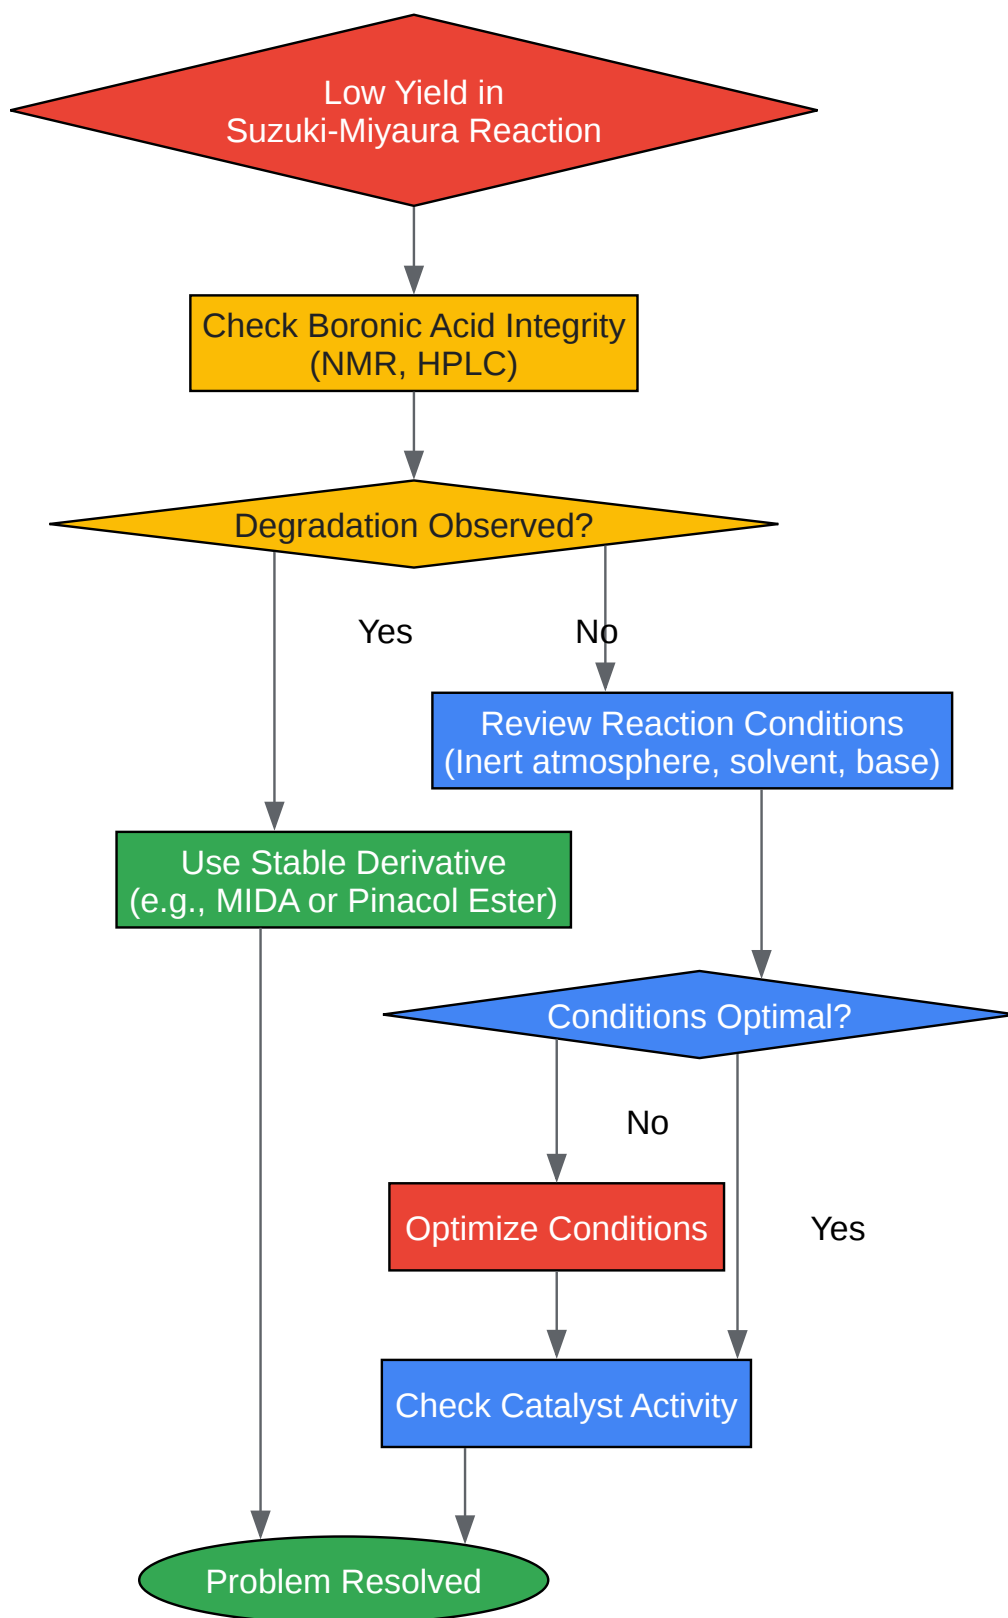 Low Yield in
Suzuki-Miyaura Reaction
Check Boronic Acid Integrity
(NMR, HPLC)
Degradation Observed?
Yes
No
Review Reaction Conditions
(Inert atmosphere, solvent, base)
Use Stable Derivative
(e.g., MIDA or Pinacol Ester)
Conditions Optimal?
No
Optimize Conditions
Yes
Check Catalyst Activity
Problem Resolved